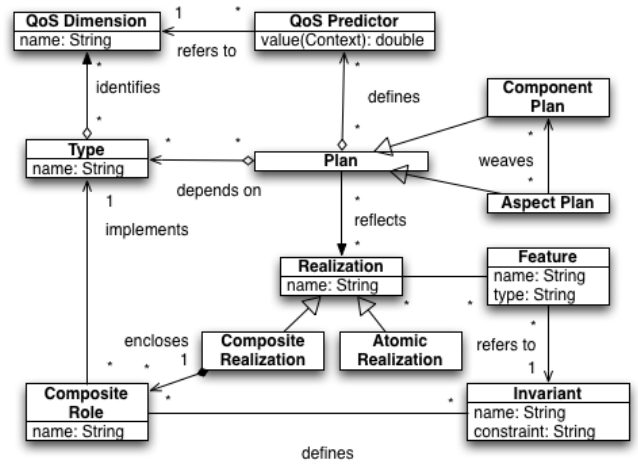 QoS Dimension
name: String
1
*
refers to
QoS Predictor
value(Context): double
*
identifies
*
*
defines
*
Component
Plan
*
weaves
*
Aspect Plan
Type
name: String
*
*
depends on
Plan
1
implements
*
reflects
*
Realization
name: String
*
*
Feature
name: String
type: String
*
refers to
1
encloses
1
Composite
Realization
Atomic
Realization
*
*
Composite
Role
name: String
*
*
defines
Invariant
name: String
constraint: String